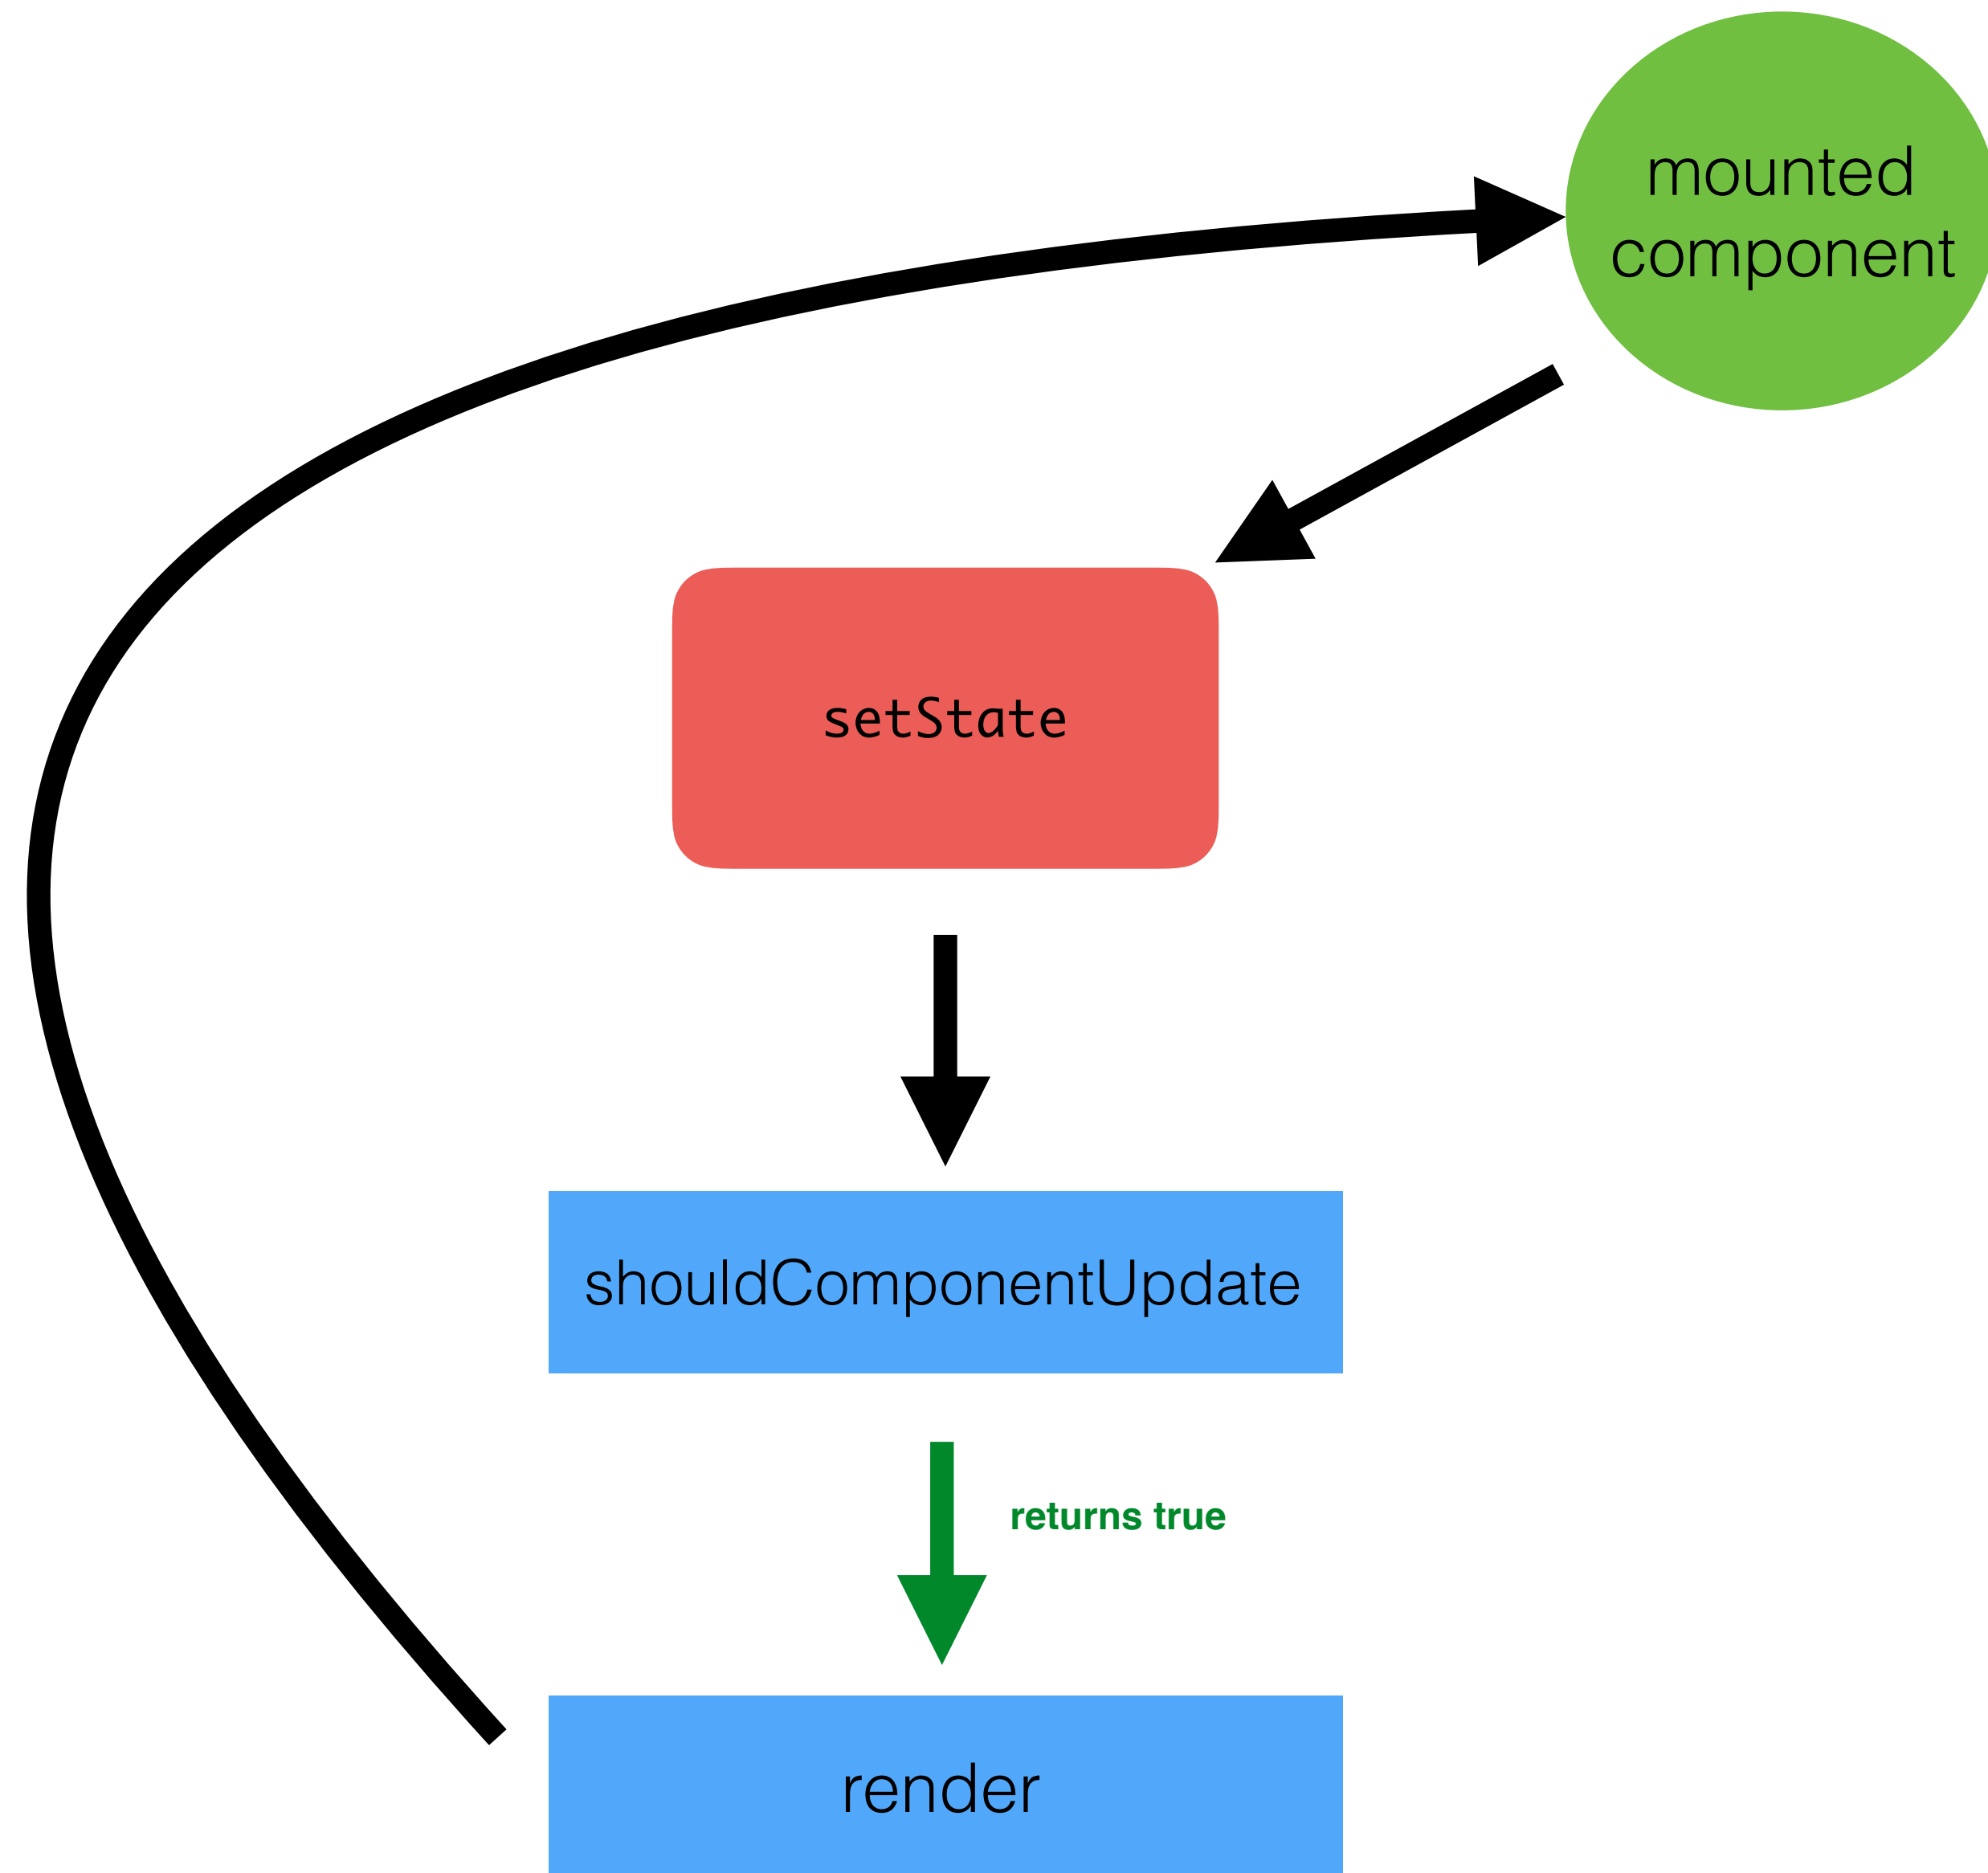 mounted
component
setState
shouldComponentUpdate
returns true
render